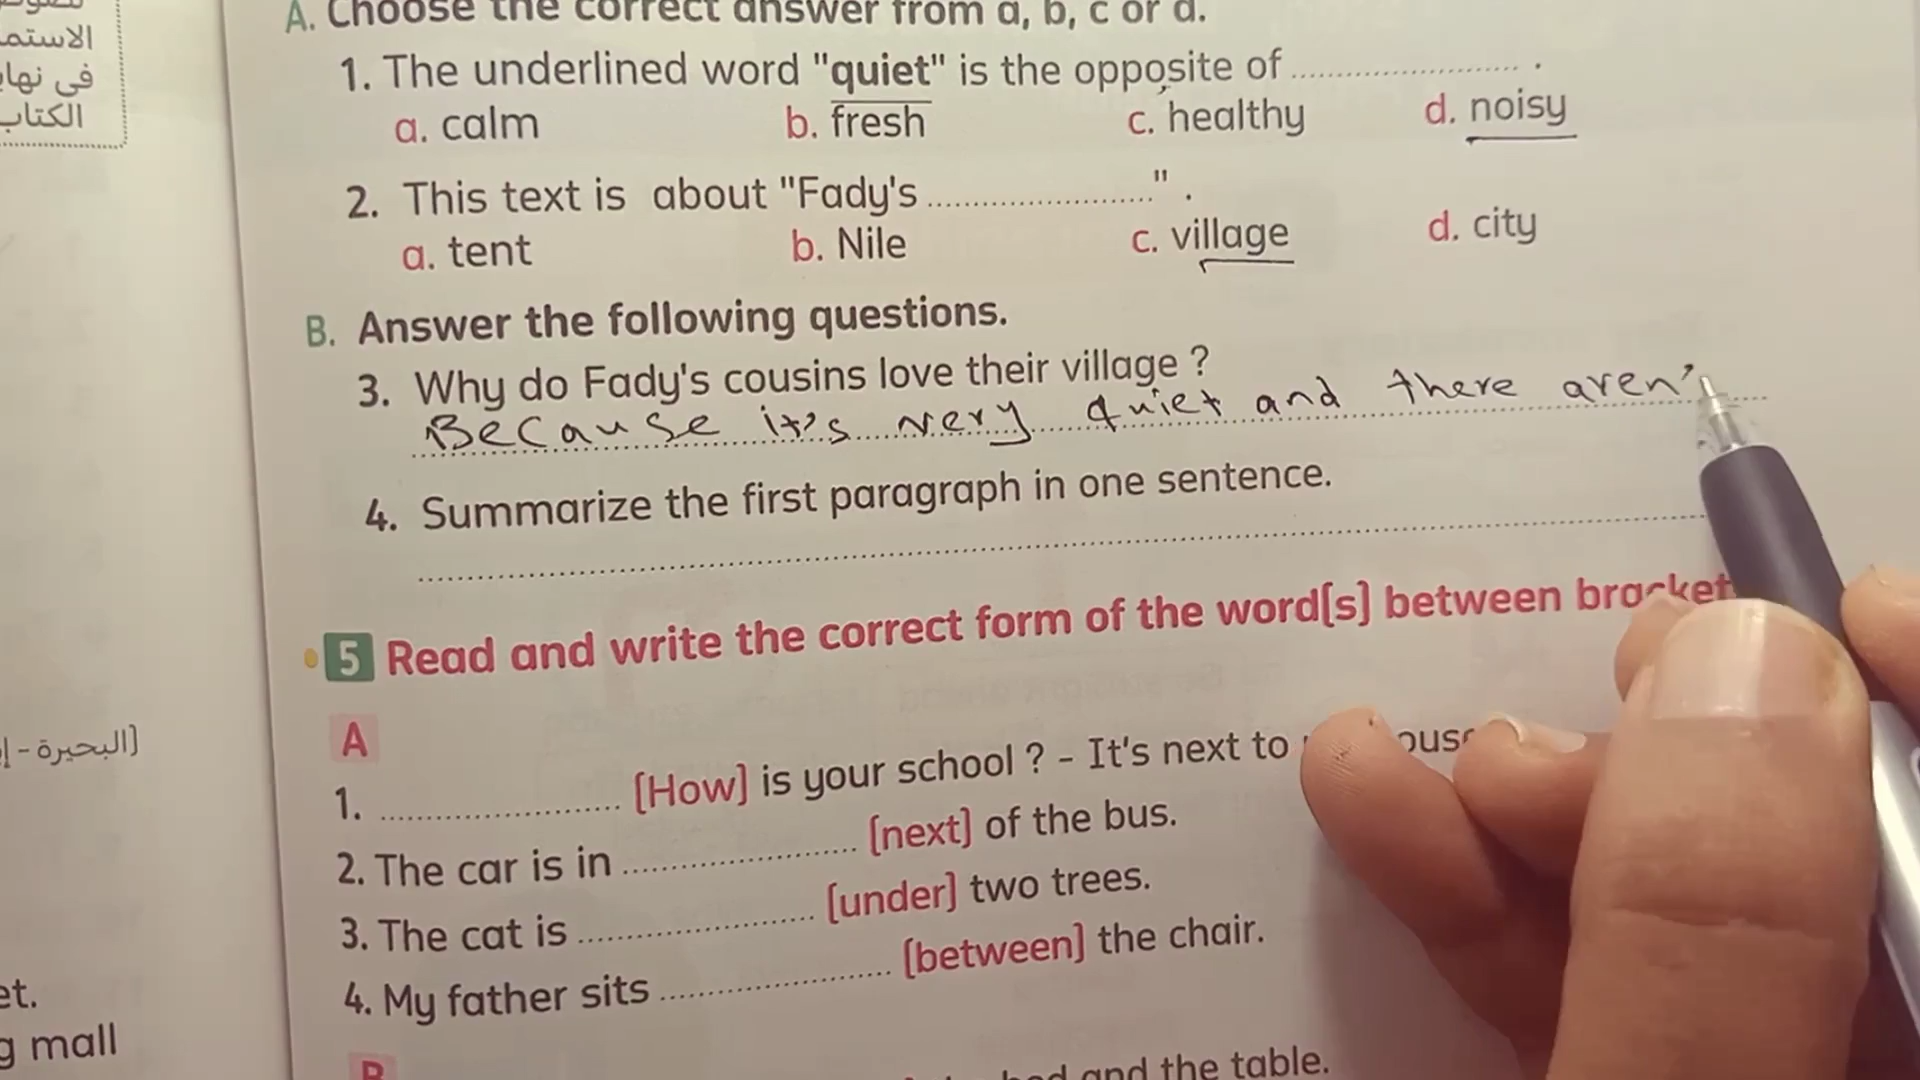 الاستما
فى نها
الكتاب
A. Choose the correct answer from a, b, c or d.
1. The underlined word "quiet" is the opposite of .
a. calm b. fresh c. healthy d. noisy
2. This text is about "Fady's " .
a. tent b. Nile c. village d. city
B. Answer the following questions.
3. Why do Fady's cousins love their village ?
Because it's very quiet and there aren'
4. Summarize the first paragraph in one sentence.
5 Read and write the correct form of the word[s] between bracket
A
1. [How] is your school ? - It's next to
2. The car is in [next] of the bus.
3. The cat is [under] two trees.
4. My father sits [between] the chair.
B
and the table.
(البحيرة -
et.
g mall